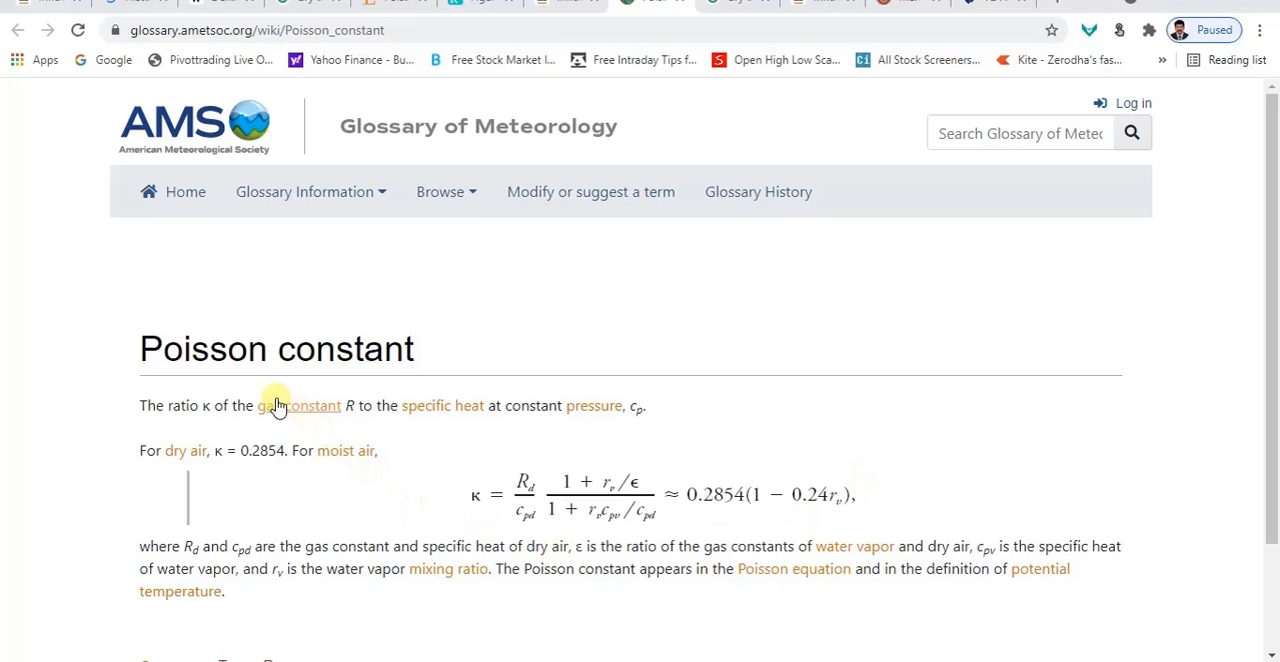 glossary.ametsoc.org/wiki/Poisson_constant
Paused
Apps Google Pivottrading Live O... Yahoo Finance - Bu... Free Stock Market I... Free Intraday Tips f... Open High Low Sca... All Stock Screeners... Kite - Zerodha's fas... » Reading list
AMS
American Meteorological Society
Glossary of Meteorology
Log in
Search Glossary of Metec
Home Glossary Information Browse Modify or suggest a term Glossary History
Poisson constant
The ratio κ of the gas constant R to the specific heat at constant pressure, cp.
For dry air, κ = 0.2854. For moist air,
κ = Rd/cpd (1 + rv/ϵ)/(1 + rvcpv/cpd) ≈ 0.2854(1 − 0.24rv),
where Rd and cpd are the gas constant and specific heat of dry air, ε is the ratio of the gas constants of water vapor and dry air, cpv is the specific heat
of water vapor, and rv is the water vapor mixing ratio. The Poisson constant appears in the Poisson equation and in the definition of potential
temperature.